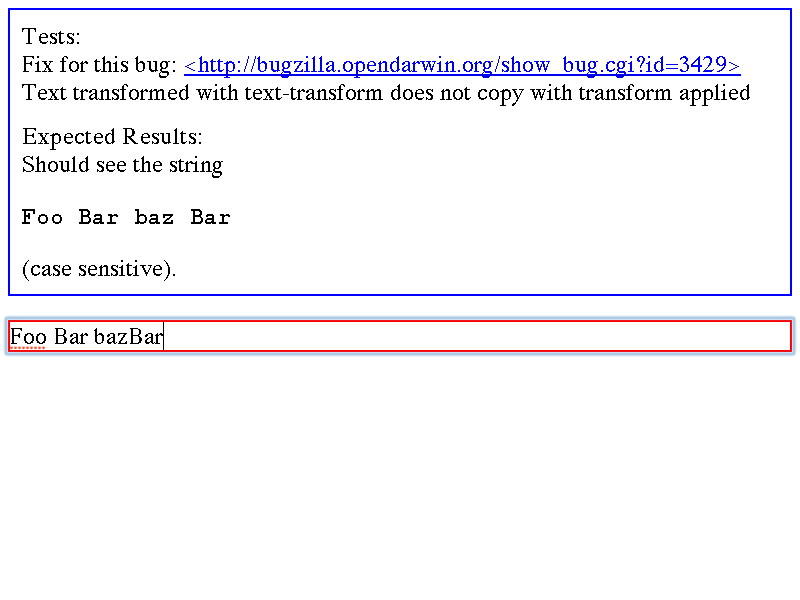 Tests:
Fix for this bug: <http://bugzilla.opendarwin.org/show_bug.cgi?id=3429>
Text transformed with text-transform does not copy with transform applied
Expected Results:
Should see the string
Foo Bar baz Bar
(case sensitive).
Foo Bar bazBar